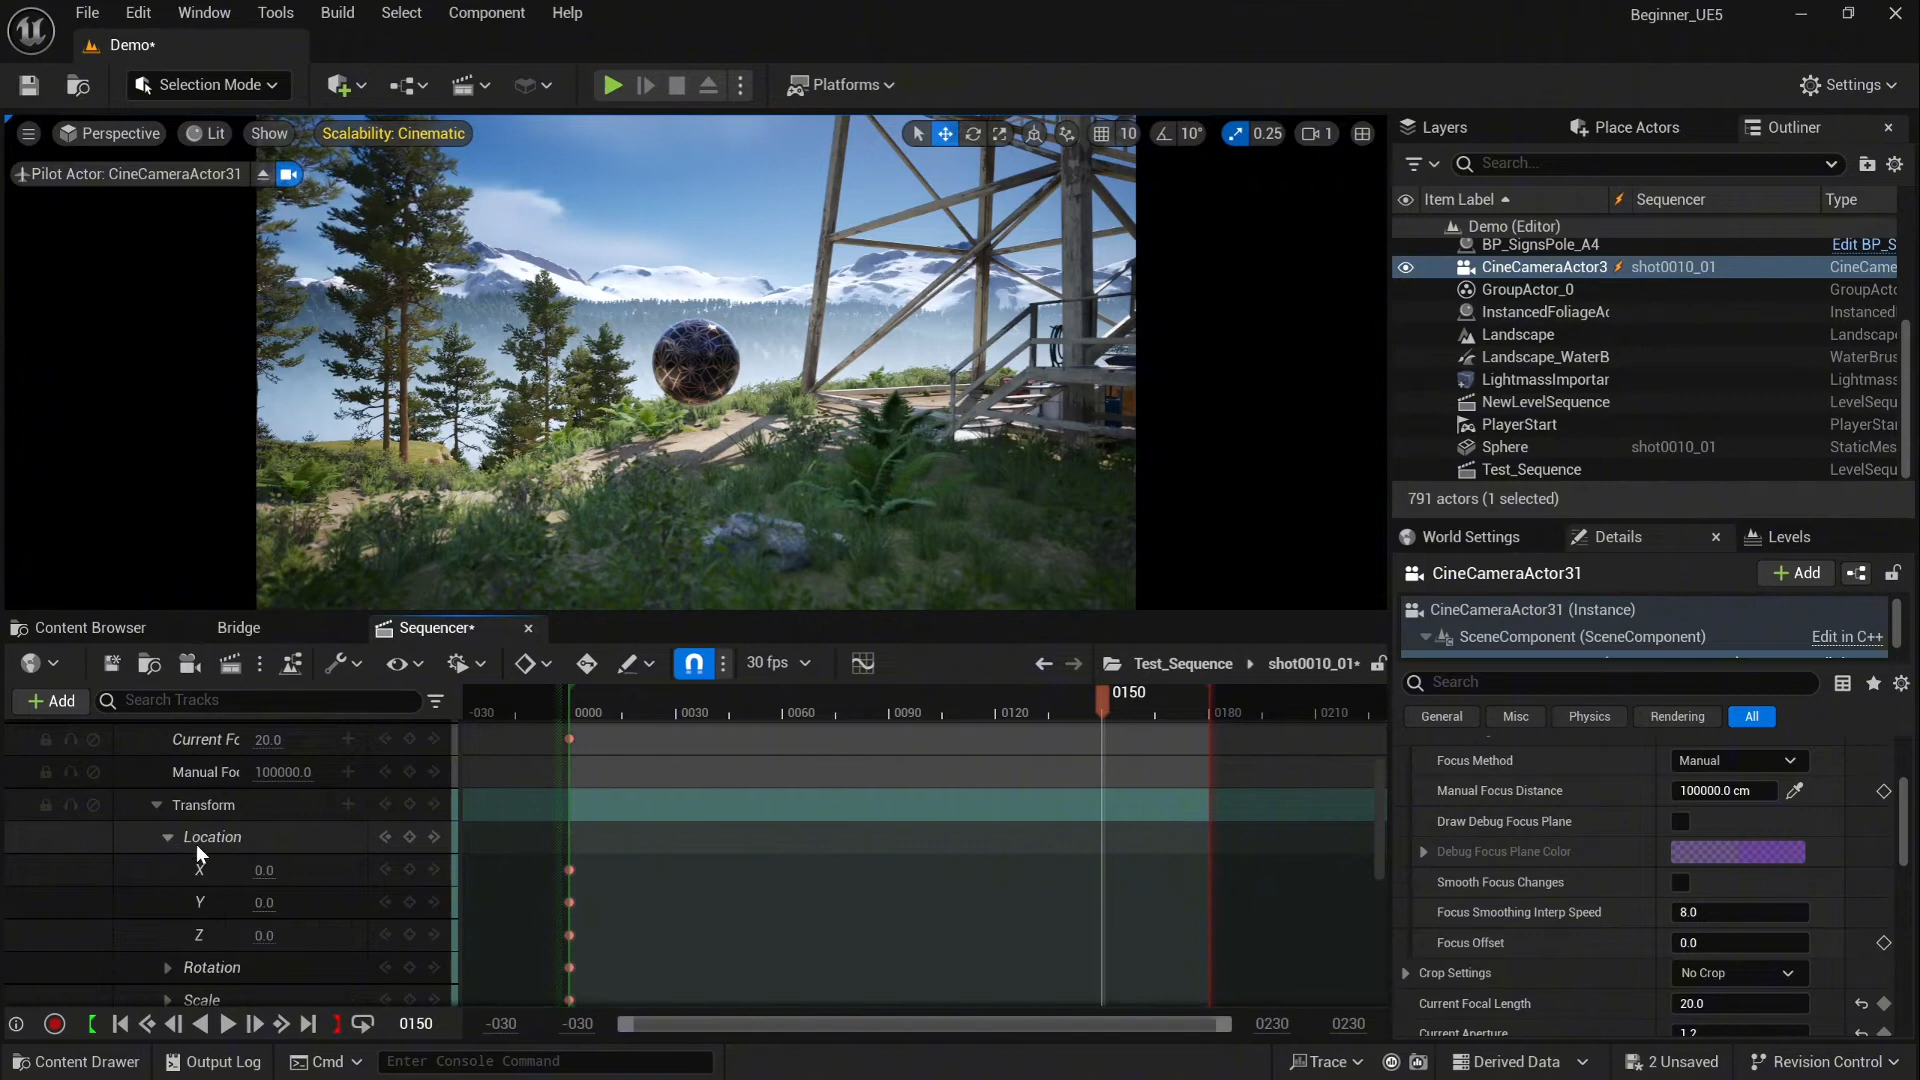 File Edit Window Tools Build Select Component Help
Beginner_UE5
Demo*
Selection Mode
Platforms
Settings
Perspective Lit Show Scalability: Cinematic
10 10° 0.25 1
Pilot Actor: CineCameraActor31
Layers Place Actors Outliner
Search...
Item Label Sequencer Type
Demo (Editor)
BP_SignsPole_A4 Edit BP_S
CineCameraActor3 shot0010_01 CineCame
GroupActor_0 GroupActo
InstancedFoliageAc Instanced
Landscape Landscape
Landscape_WaterB WaterBrus
LightmassImportar Lightmass
NewLevelSequence LevelSequ
PlayerStart PlayerStar
Sphere shot0010_01 StaticMes
Test_Sequence LevelSequ
791 actors (1 selected)
World Settings Details Levels
CineCameraActor31 Add
CineCameraActor31 (Instance)
SceneComponent (SceneComponent) Edit in C++
Search
General Misc Physics Rendering All
Focus Method Manual
Manual Focus Distance 100000.0 cm
Draw Debug Focus Plane
Debug Focus Plane Color
Smooth Focus Changes
Focus Smoothing Interp Speed 8.0
Focus Offset 0.0
Crop Settings No Crop
Current Focal Length 20.0
Current Aperture 1.2
Content Browser Bridge Sequencer*
30 fps Test_Sequence shot0010_01*
Add Search Tracks
0150
-030 0000 0030 0060 0090 0120 0180 0210
Current Fc 20.0
Manual Foc 100000.0
Transform
Location
X 0.0
Y 0.0
Z 0.0
Rotation
Scale
0150 -030 -030 0230 0230
Content Drawer Output Log Cmd Enter Console Command Trace Derived Data 2 Unsaved Revision Control